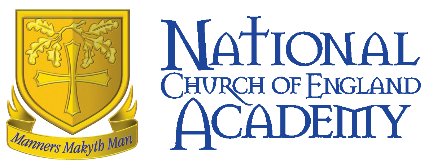 Manners Makyth Man
National
Church of England
Academy